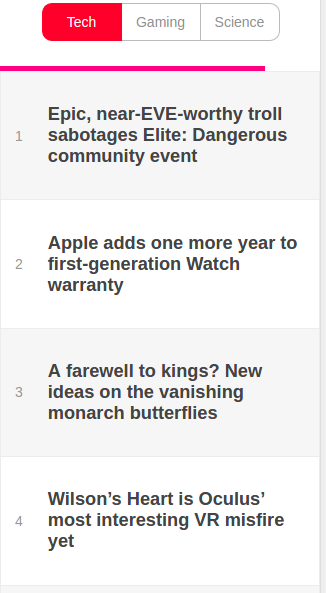 Tech Gaming Science
1 Epic, near-EVE-worthy troll
sabotages Elite: Dangerous
community event
2 Apple adds one more year to
first-generation Watch
warranty
3 A farewell to kings? New
ideas on the vanishing
monarch butterflies
4 Wilson’s Heart is Oculus’
most interesting VR misfire
yet